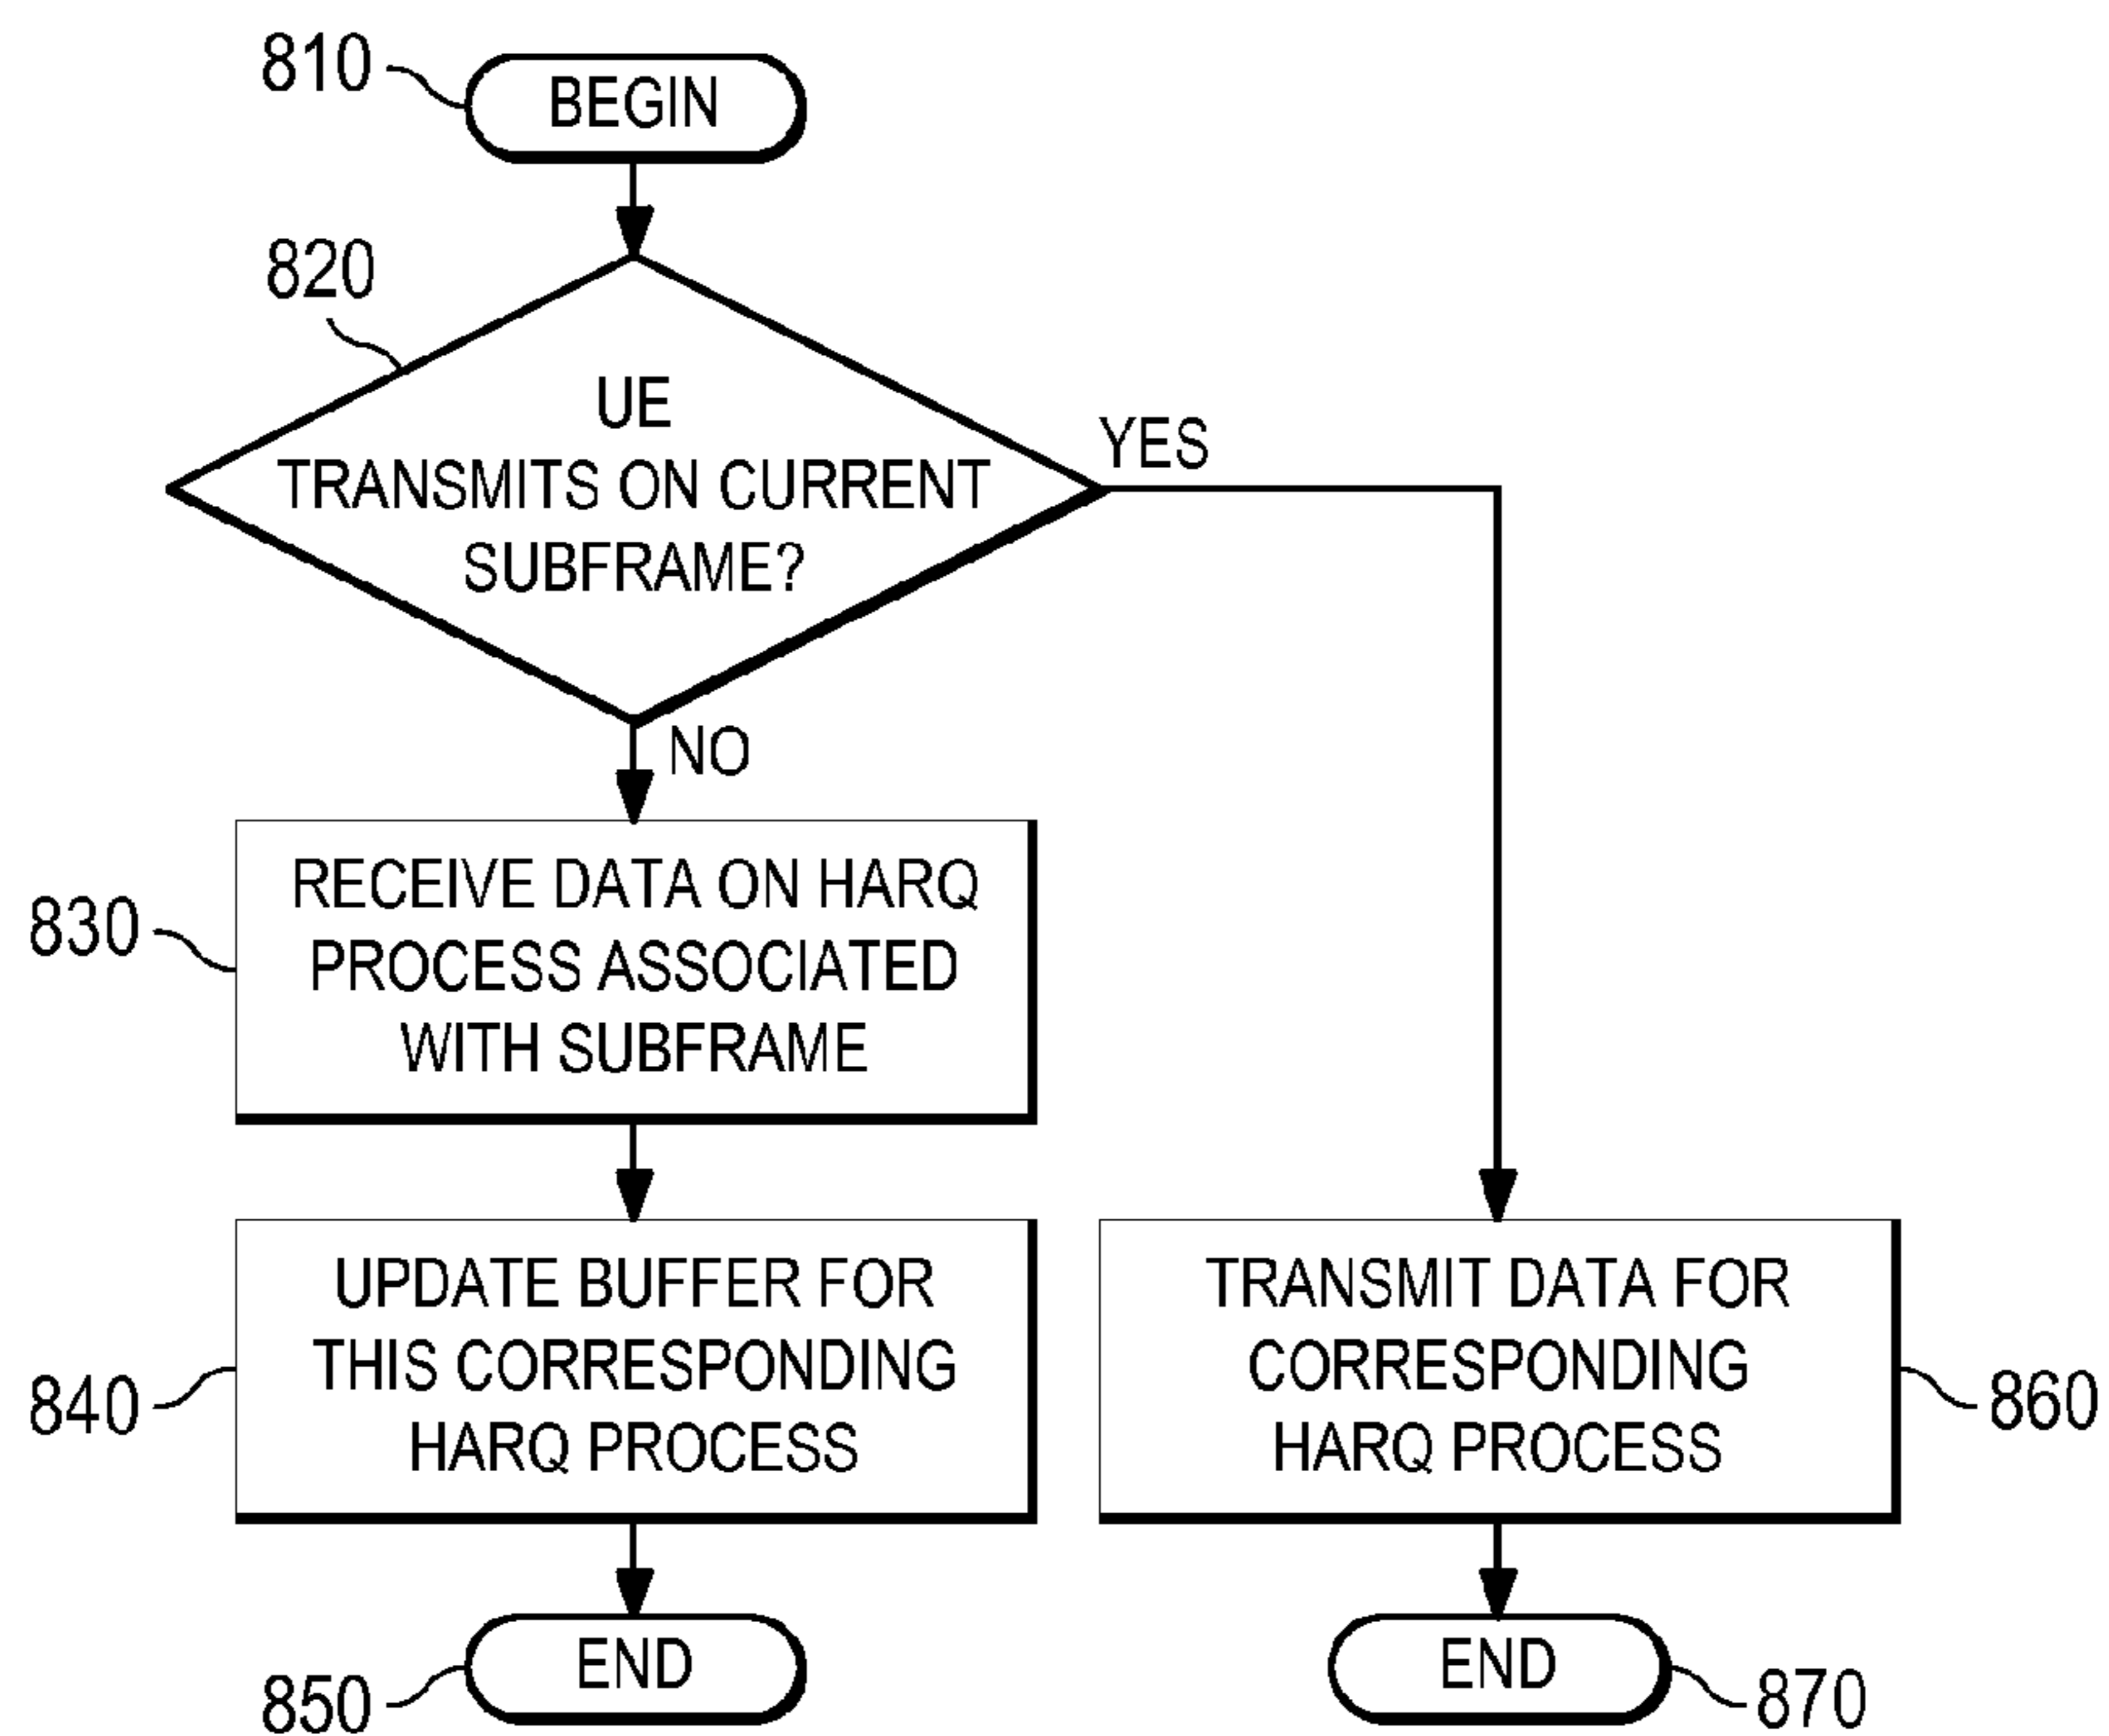 810
BEGIN
820
UE
TRANSMITS ON CURRENT
SUBFRAME?
YES
NO
830
RECEIVE DATA ON HARQ
PROCESS ASSOCIATED
WITH SUBFRAME
840
UPDATE BUFFER FOR
THIS CORRESPONDING
HARQ PROCESS
TRANSMIT DATA FOR
CORRESPONDING
HARQ PROCESS
860
850
END
END
870